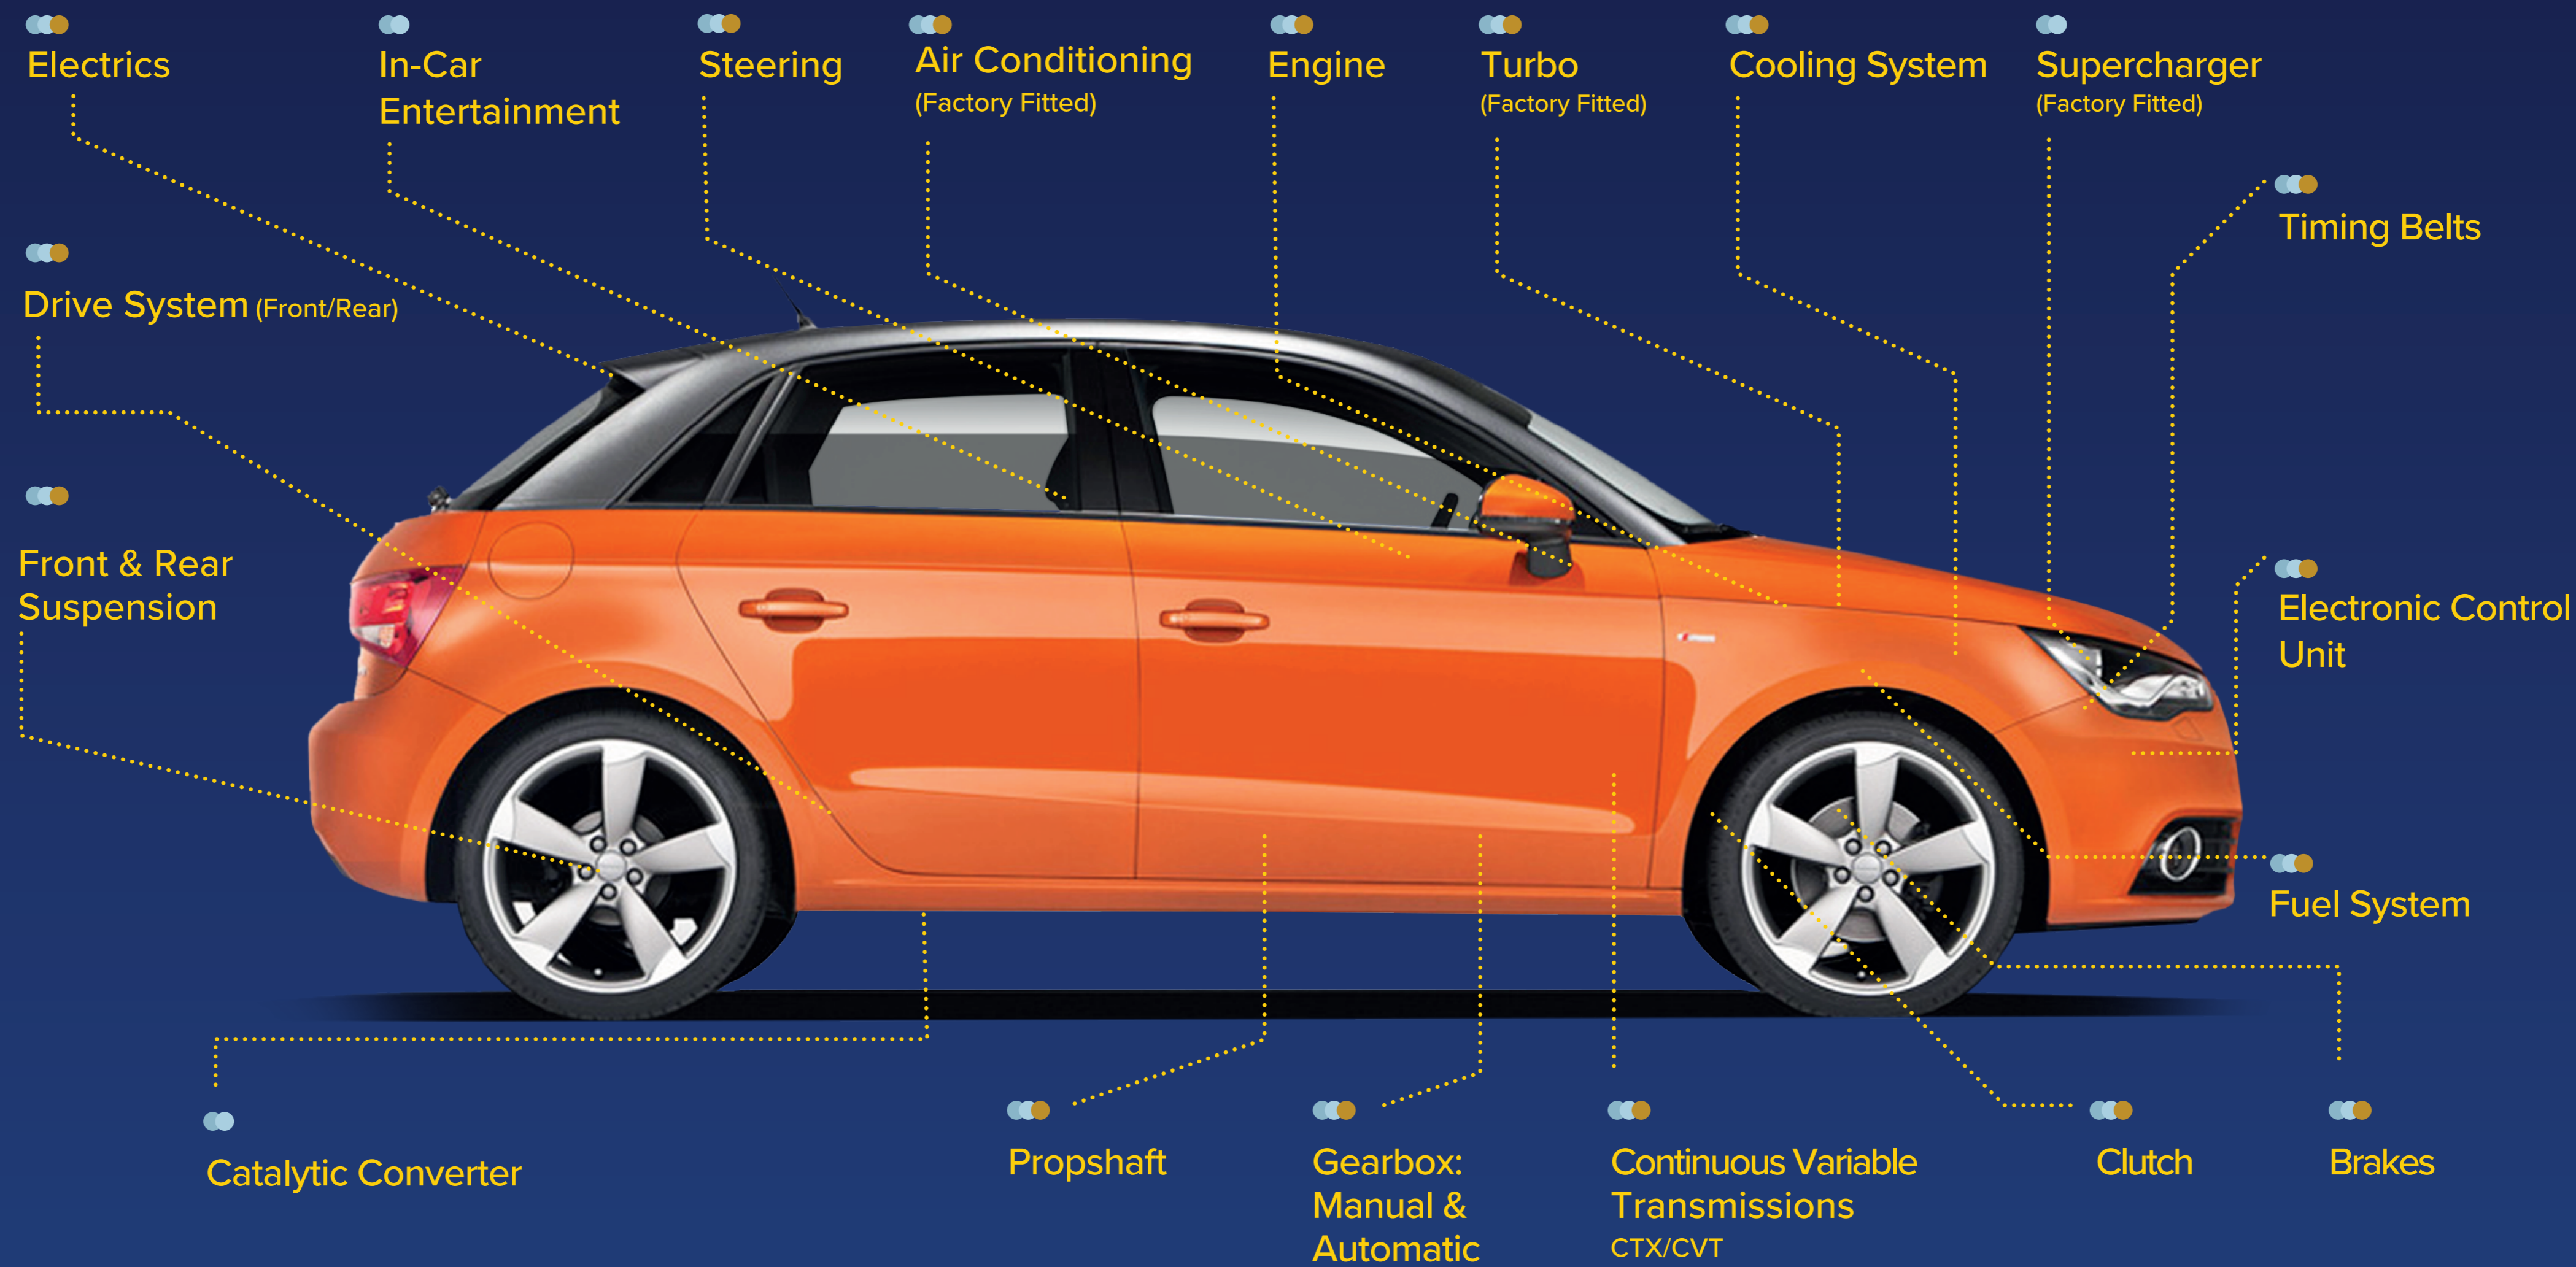 Electrics
In-Car
Entertainment
Steering
Air Conditioning
(Factory Fitted)
Engine
Turbo
(Factory Fitted)
Cooling System
Supercharger
(Factory Fitted)
Timing Belts
Drive System (Front/Rear)
Front & Rear
Suspension
Electronic Control
Unit
Fuel System
Catalytic Converter
Propshaft
Gearbox:
Manual &
Automatic
Continuous Variable
Transmissions
CTX/CVT
Clutch
Brakes